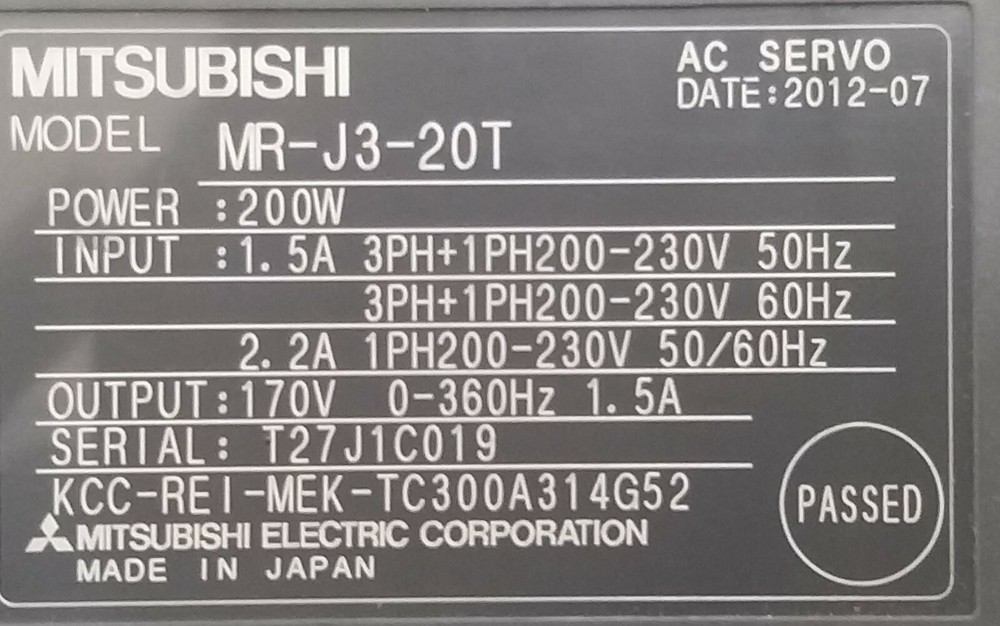 MITSUBISHI
AC SERVO
DATE:2012-07
MODEL MR-J3-20T
POWER :200W
INPUT :1.5A 3PH+1PH200-230V 50Hz
3PH+1PH200-230V 60Hz
2.2A 1PH200-230V 50/60Hz
OUTPUT:170V 0-360Hz 1.5A
SERIAL: T27J1C019
KCC-REI-MEK-TC300A314G52
PASSED
MITSUBISHI ELECTRIC CORPORATION
MADE IN JAPAN